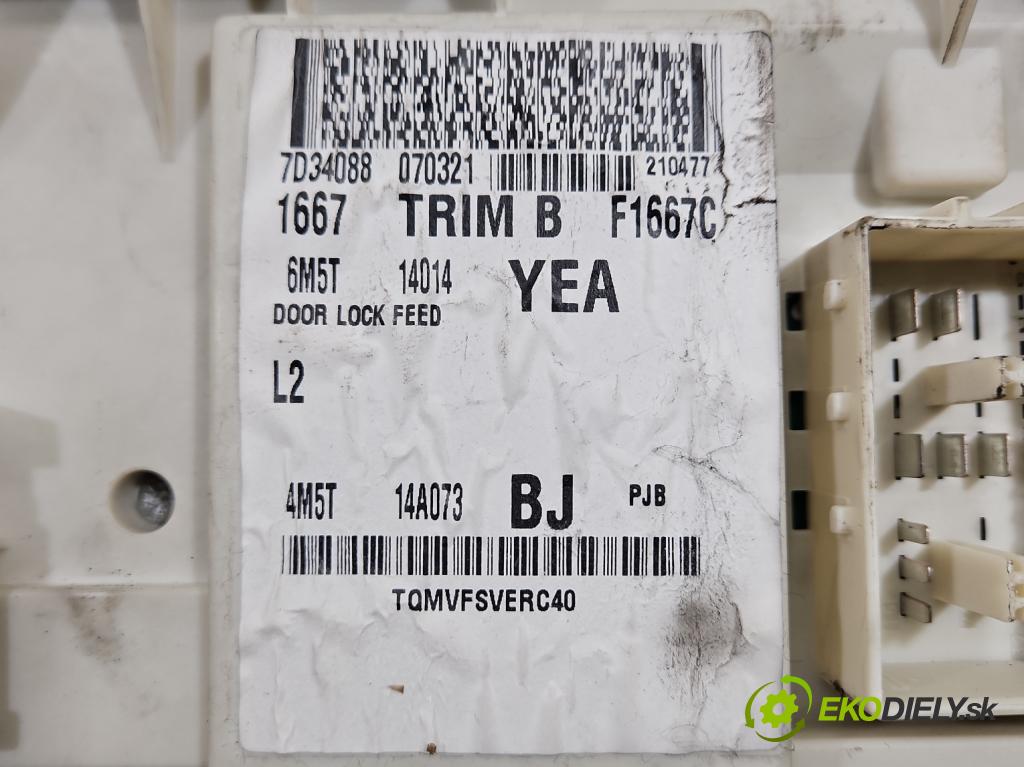 7D34088 070321 210477
1667 TRIM B F1667C
6M5T 14014 YEA
DOOR LOCK FEED
L2
4M5T 14A073 BJ PJB
TQMVFSVERC40
EKODIELY.sk